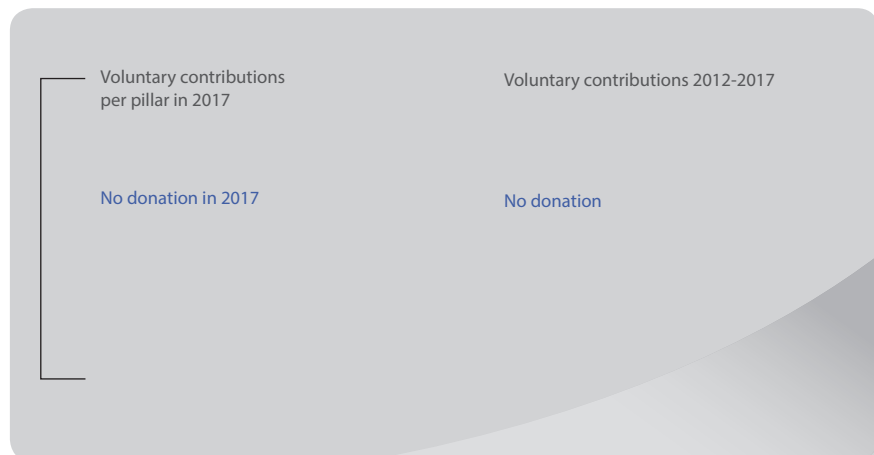 Voluntary contributions
per pillar in 2017
No donation in 2017
Voluntary contributions 2012-2017
No donation